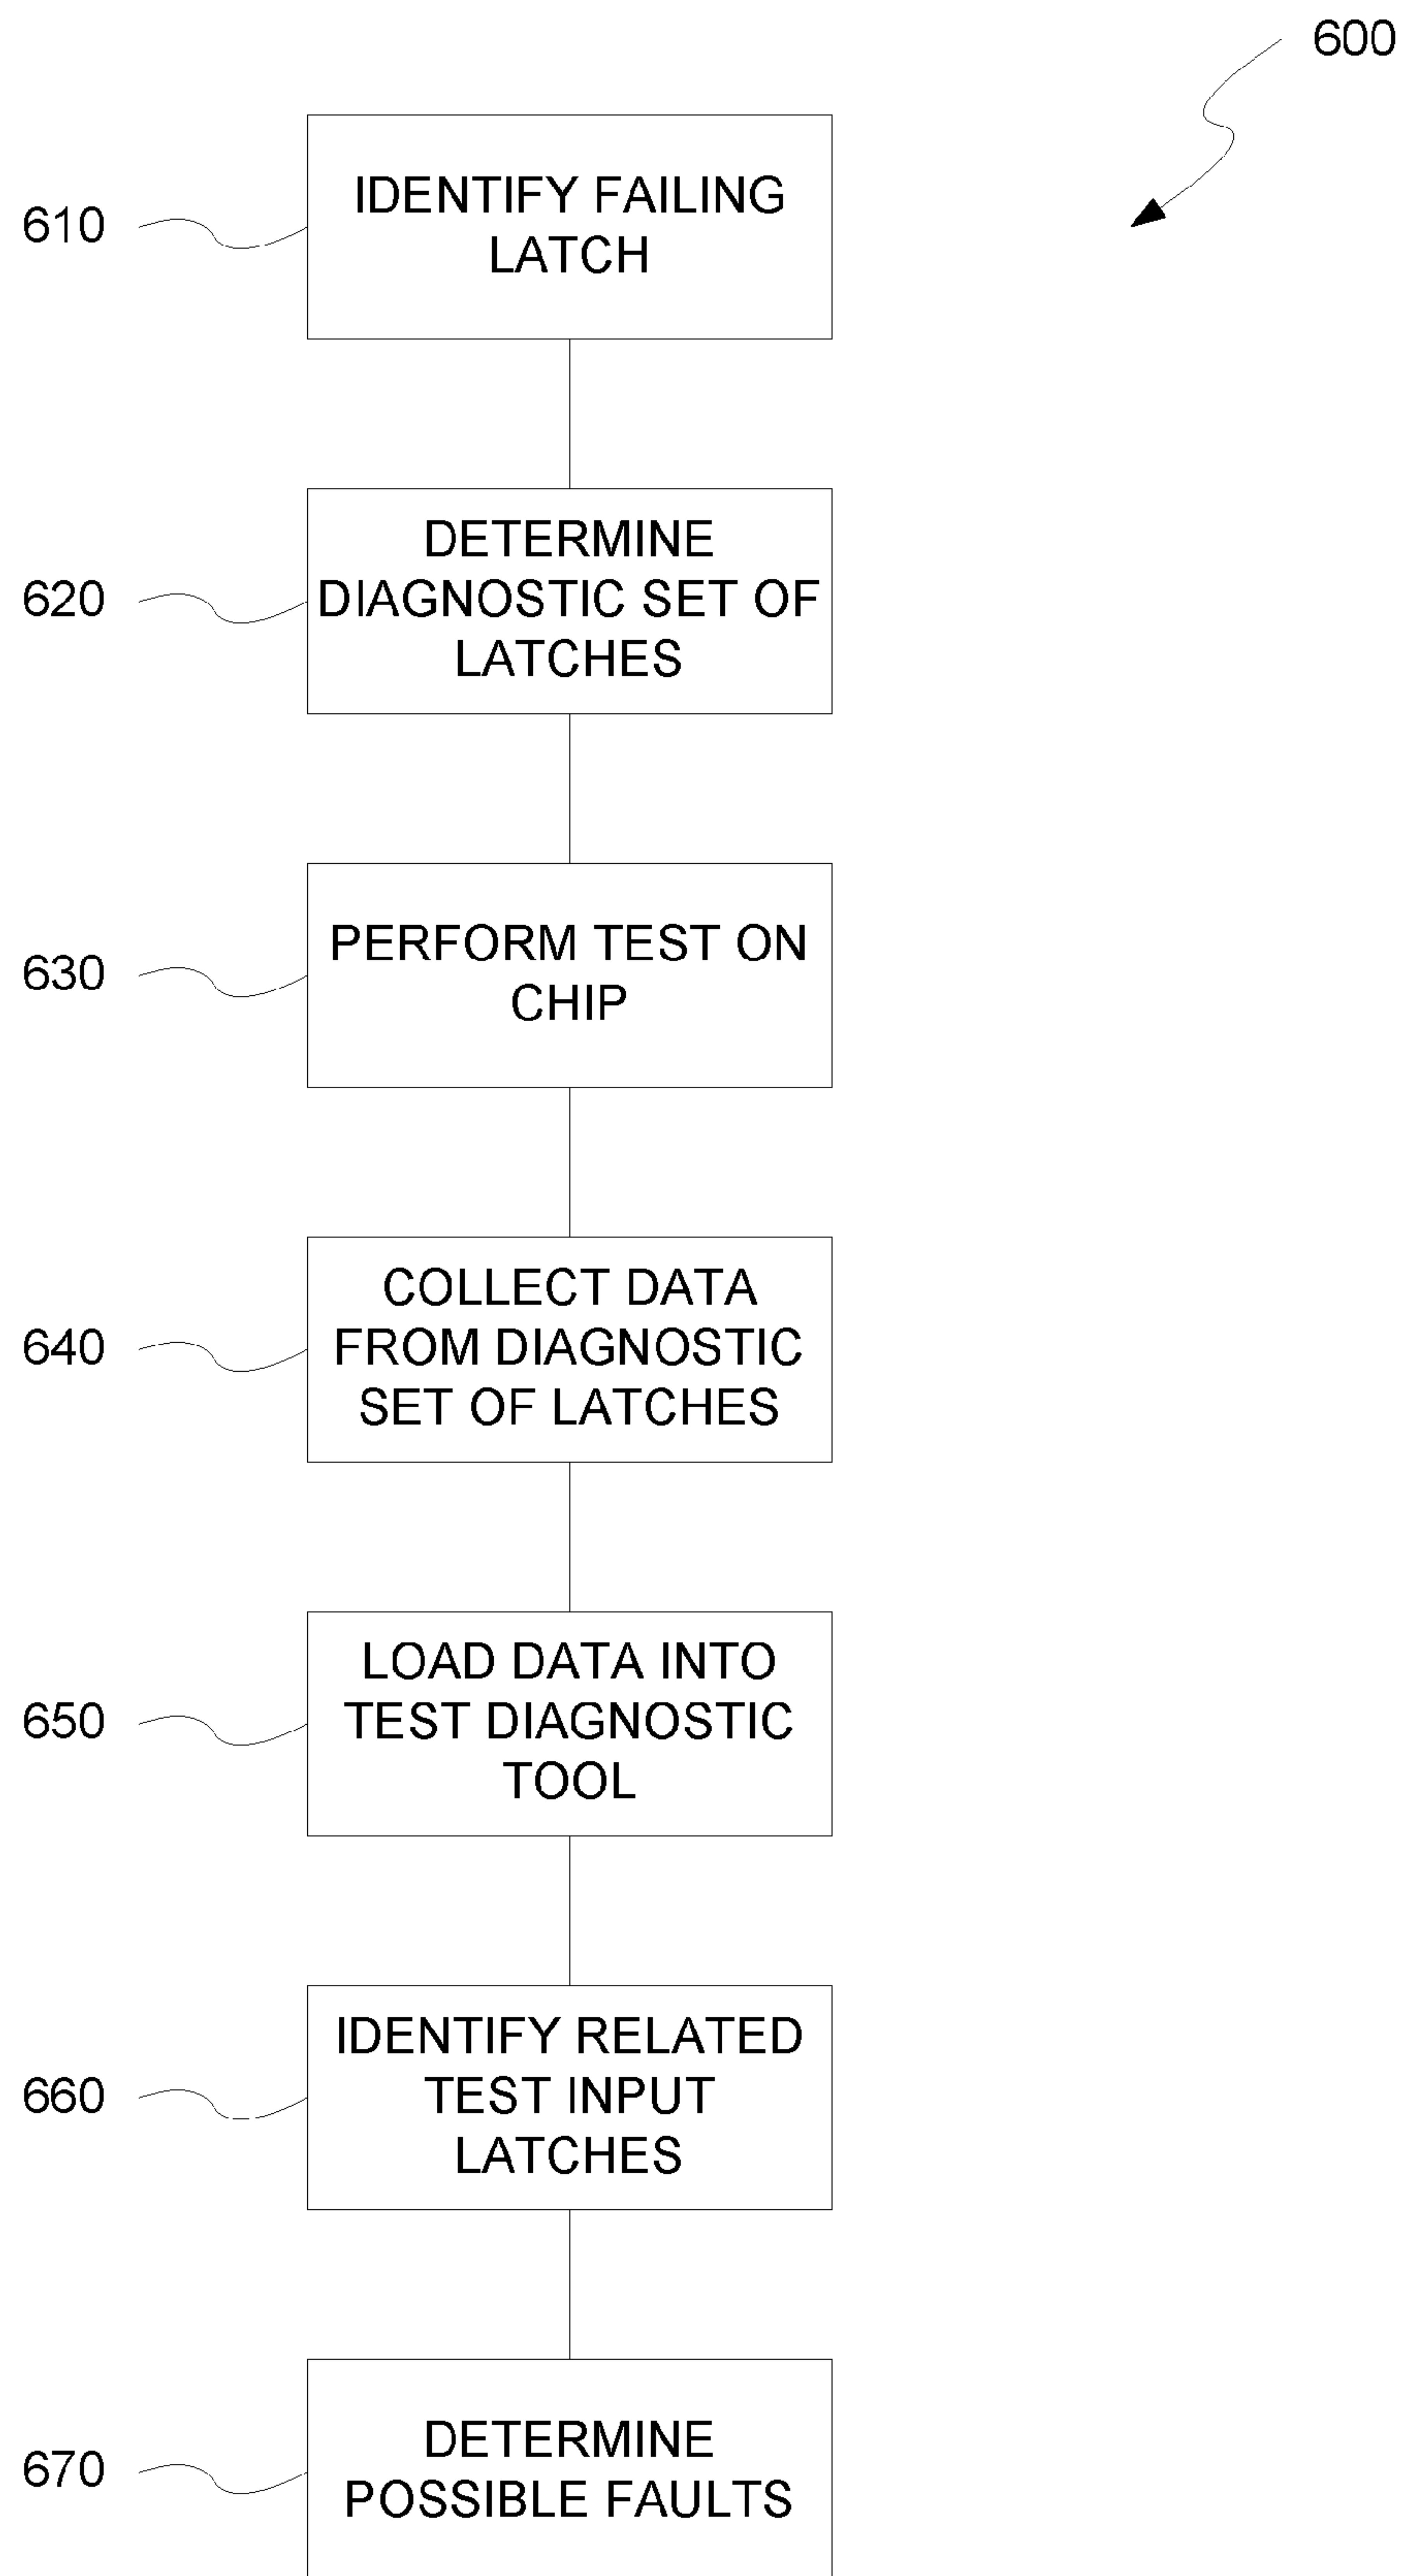 600
610
IDENTIFY FAILING
LATCH
620
DETERMINE
DIAGNOSTIC SET OF
LATCHES
630
PERFORM TEST ON
CHIP
640
COLLECT DATA
FROM DIAGNOSTIC
SET OF LATCHES
650
LOAD DATA INTO
TEST DIAGNOSTIC
TOOL
660
IDENTIFY RELATED
TEST INPUT
LATCHES
670
DETERMINE
POSSIBLE FAULTS